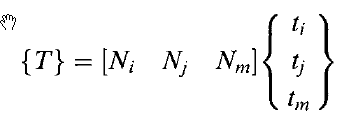 {T} = [N_i N_j N_m] { t_i t_j t_m }